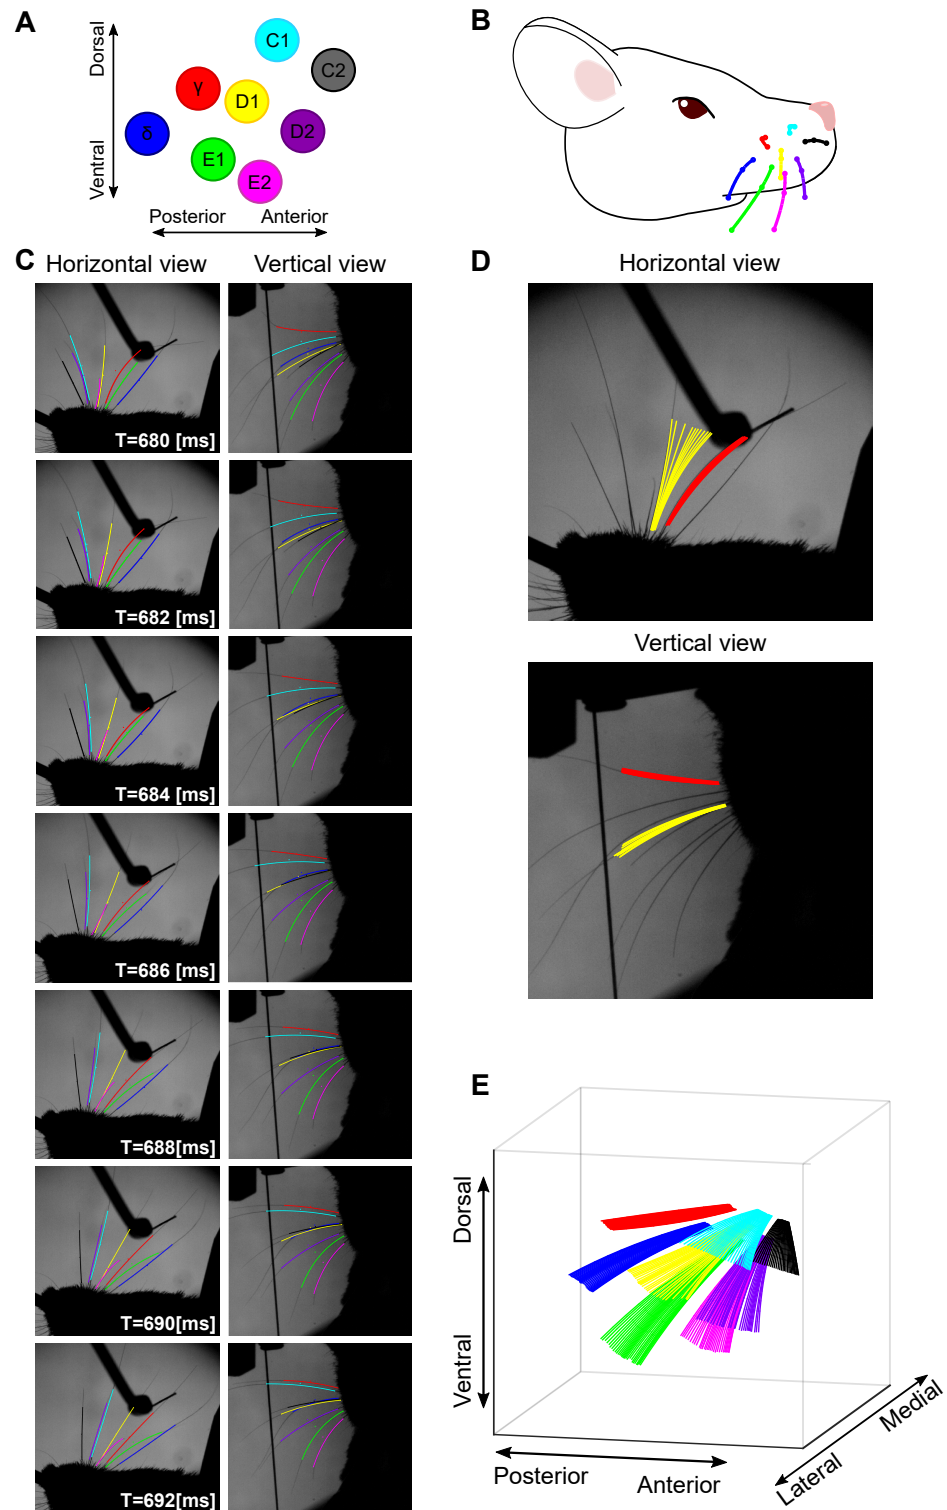 A
Dorsal
Ventral
C1
C2
γ
D1
δ
D2
E1
E2
Posterior Anterior
B
C
Horizontal view Vertical view
T=680 [ms]
T=682 [ms]
T=684 [ms]
T=686 [ms]
T=688[ms]
T=690[ms]
T=692[ms]
D
Horizontal view
Vertical view
E
Dorsal
Ventral
Posterior
Anterior
Lateral
Medial